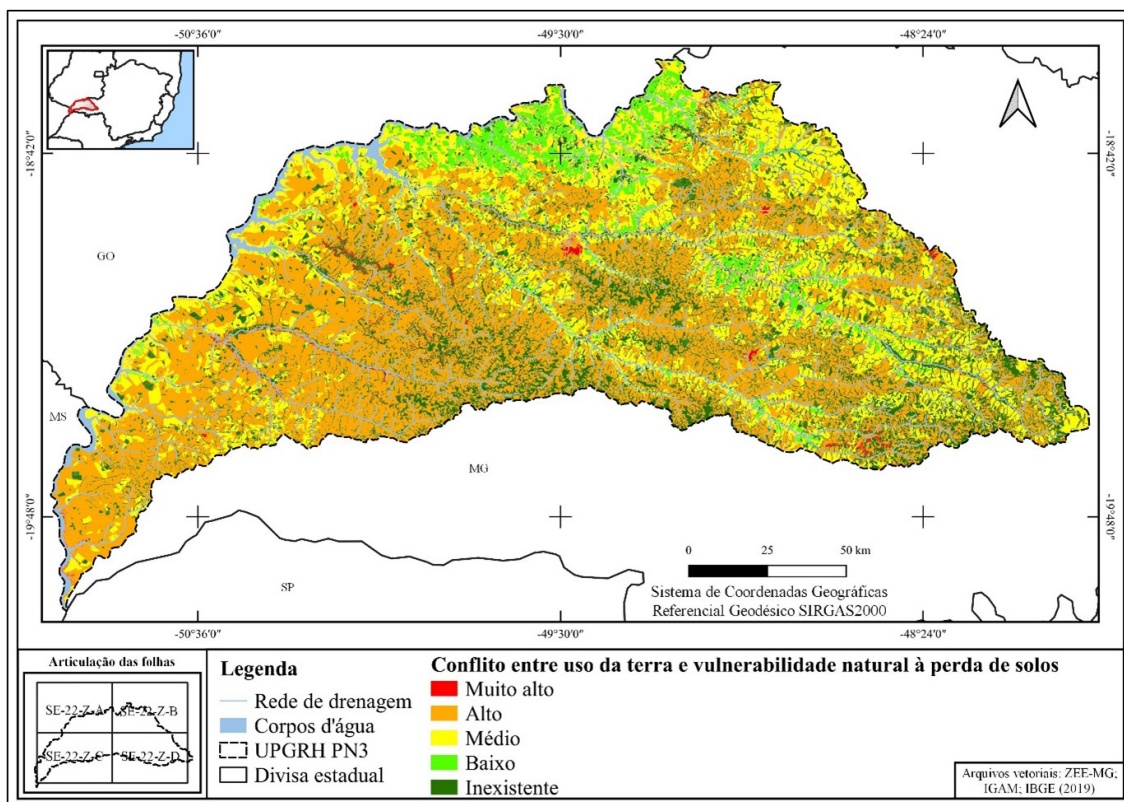 -50°36'0"
-49°30'0"
-48°24'0"
-18°42'0"
-18°42'0"
GO
MS
MG
-19°48'0"
-19°48'0"
SP
0 25 50 km
Sistema de Coordenadas Geográficas
Referencial Geodésico SIRGAS2000
-50°36'0"
-49°30'0"
-48°24'0"
Articulação das folhas
SE-22-Z-A SE-22-Z-B
SE-22-Z-C SE-22-Z-D
Legenda
Rede de drenagem
Corpos d'água
UPGRH PN3
Divisa estadual
Conflito entre uso da terra e vulnerabilidade natural à perda de solos
Muito alto
Alto
Médio
Baixo
Inexistente
Arquivos vetoriais: ZEE-MG;
IGAM; IBGE (2019)